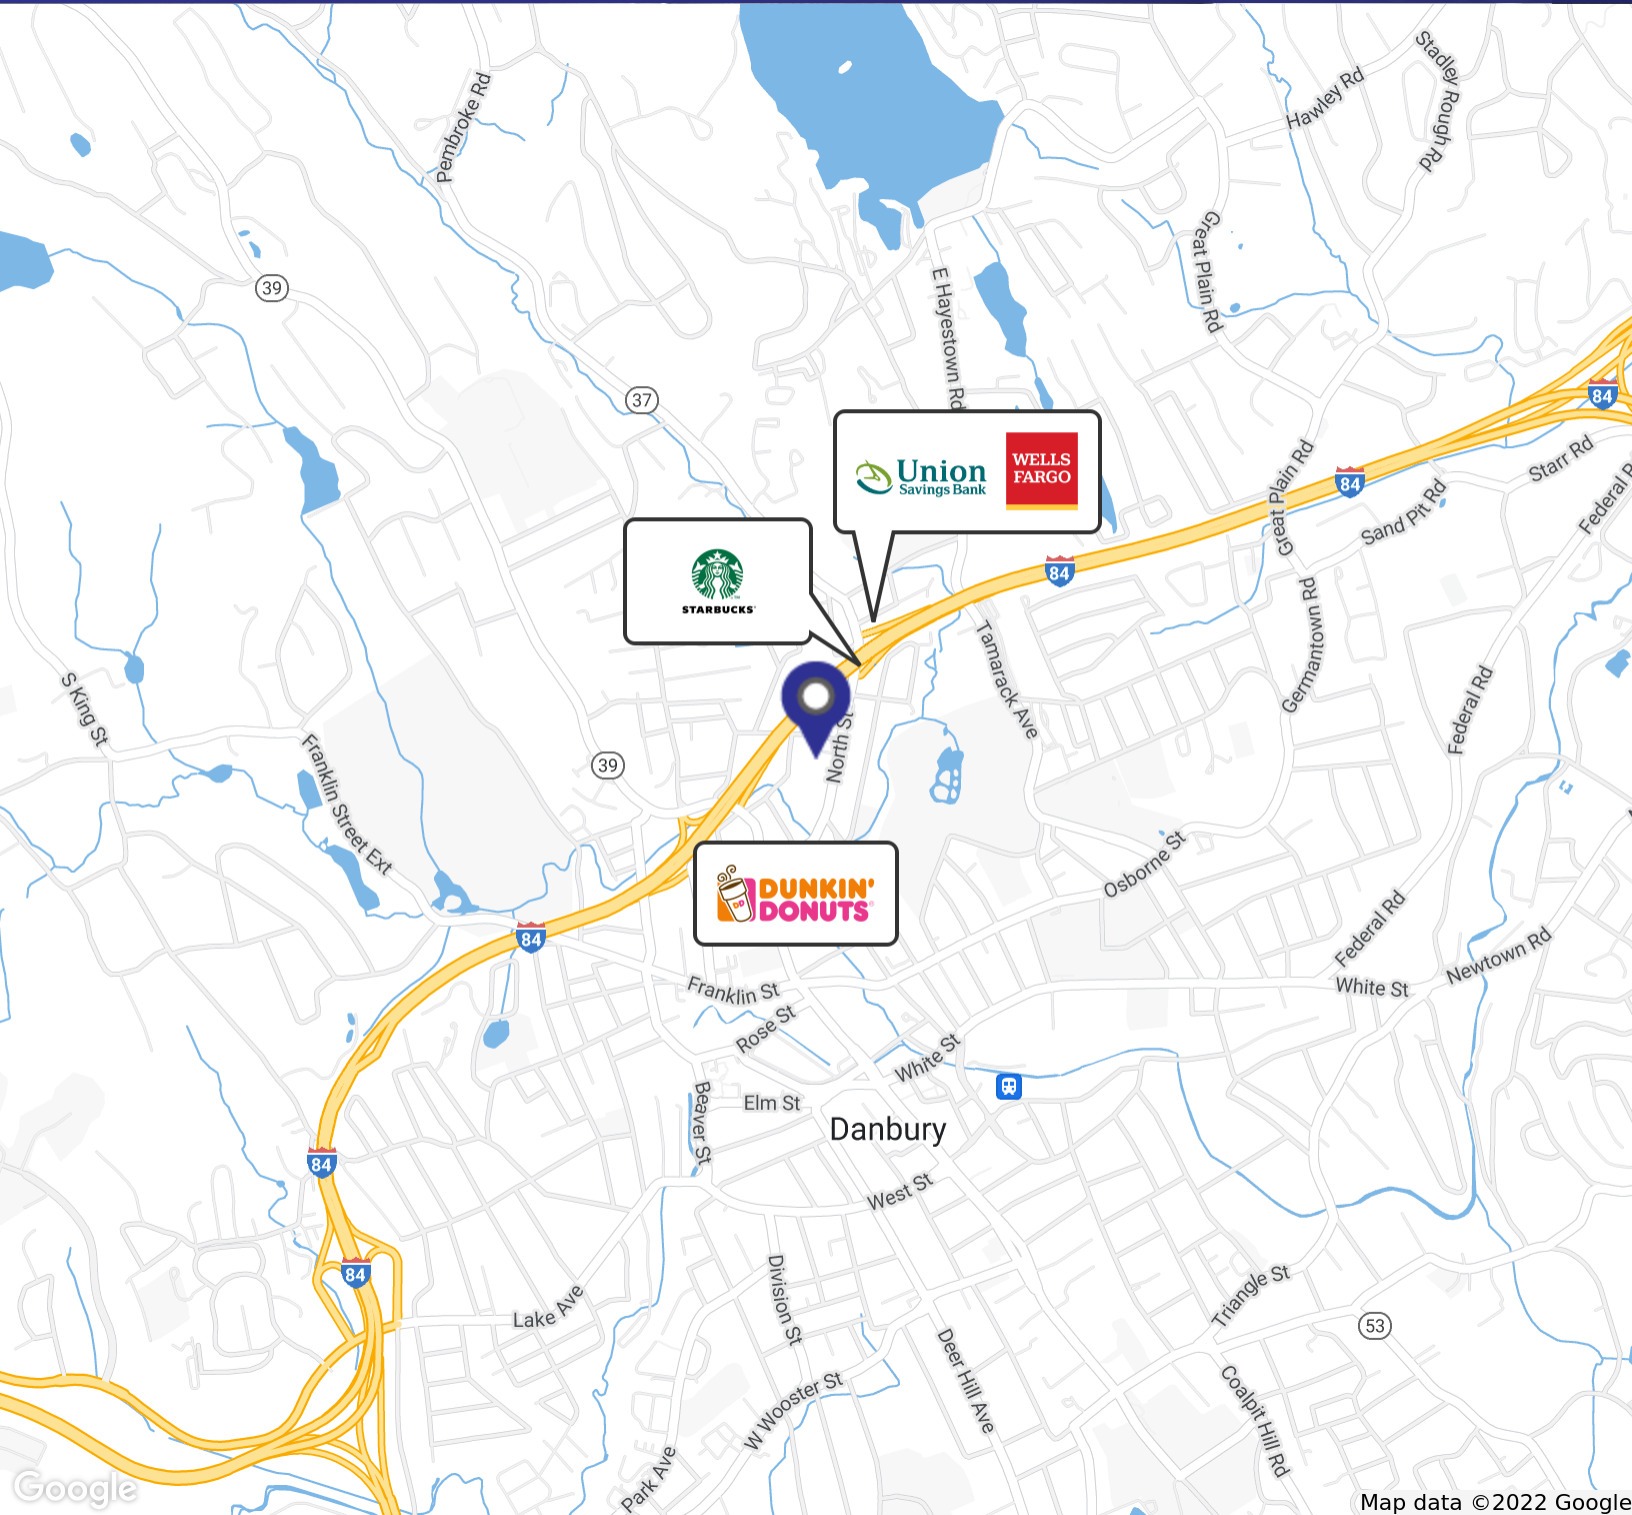 Pembroke Rd
Stadley Rough Rd
Hawley Rd
Great Plain Rd
39
E Hayestown Rd
37
84
Union
Savings Bank
WELLS
FARGO
Great Plain Rd
84
Starr Rd
Sand Pit Rd
Federal R
STARBUCKS
84
Tamarack Ave
Germantown Rd
Federal Rd
S King St
Franklin Street Ext
39
North St
DUNKIN'
DONUTS
DD
Osborne St
84
Federal Rd
Newtown Rd
White St
Franklin St
Rose St
White St
Beaver St
Elm St
Danbury
84
West St
84
Lake Ave
Division St
Triangle St
53
Deer Hill Ave
W Wooster St
Coalpit Hill Rd
Park Ave
Google
Map data ©2022 Google